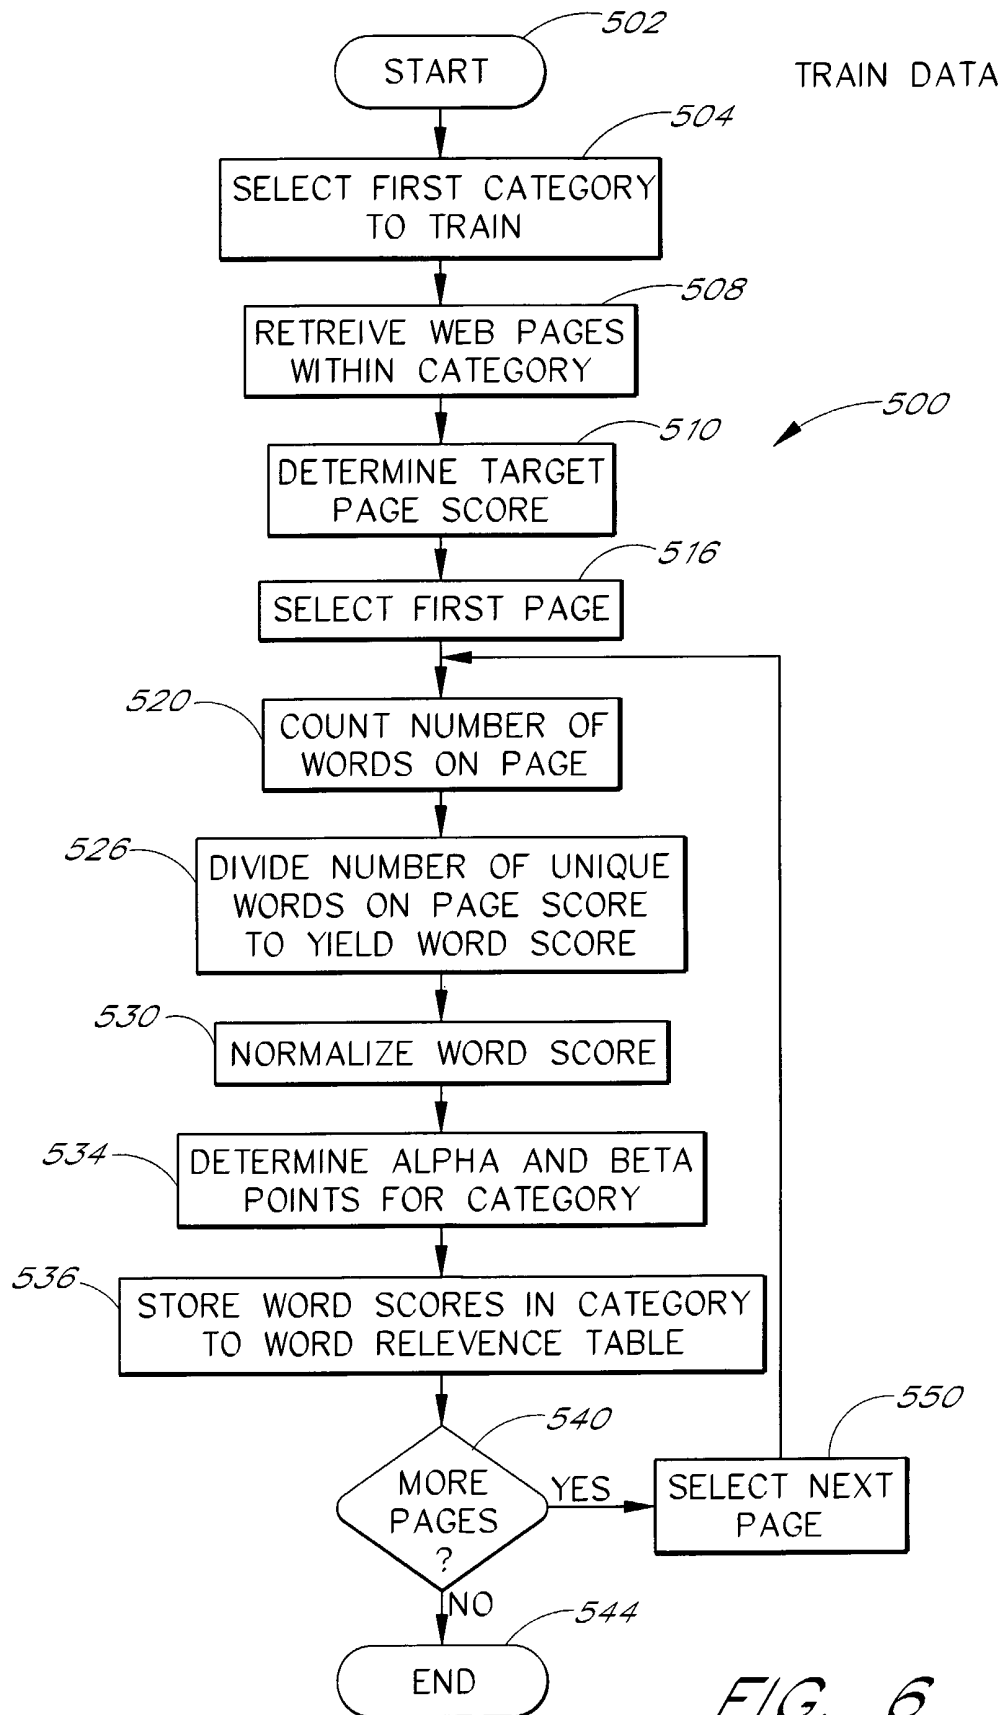 502
START
TRAIN DATA
504
SELECT FIRST CATEGORY
TO TRAIN
508
RETREIVE WEB PAGES
WITHIN CATEGORY
500
510
DETERMINE TARGET
PAGE SCORE
516
SELECT FIRST PAGE
520
COUNT NUMBER OF
WORDS ON PAGE
526
DIVIDE NUMBER OF UNIQUE
WORDS ON PAGE SCORE
TO YIELD WORD SCORE
530
NORMALIZE WORD SCORE
534
DETERMINE ALPHA AND BETA
POINTS FOR CATEGORY
536
STORE WORD SCORES IN CATEGORY
TO WORD RELEVENCE TABLE
540
MORE
PAGES
?
YES
550
SELECT NEXT
PAGE
NO
544
END
FIG. 6